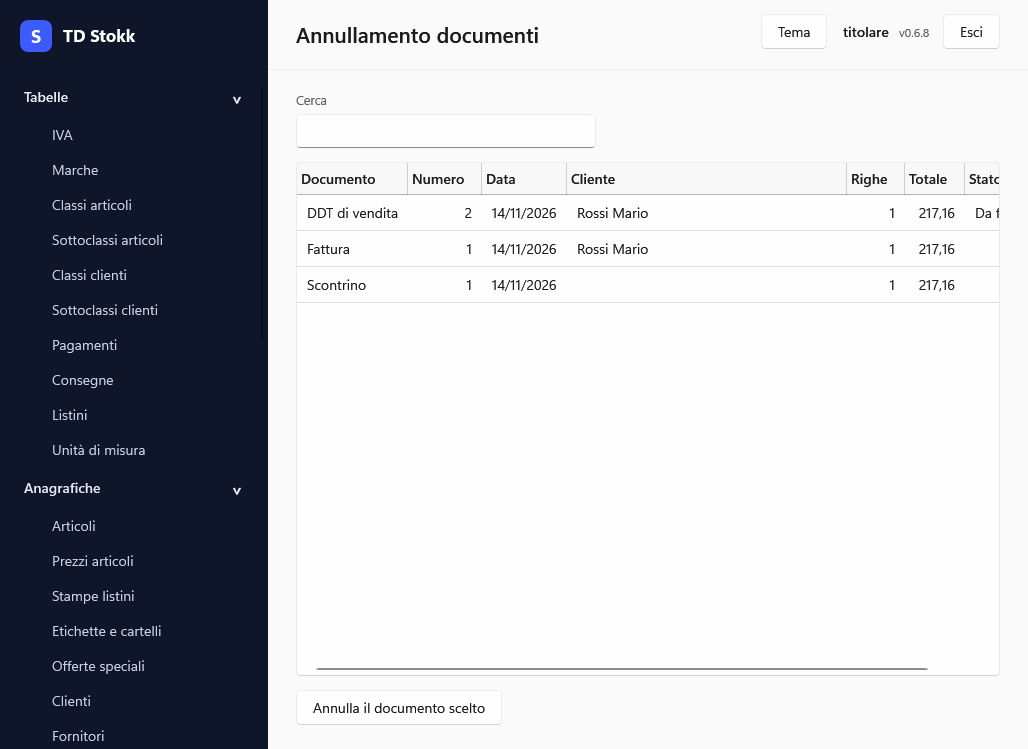 S TD Stokk
Annullamento documenti
Tema titolare v0.6.8 Esci
Tabelle
IVA
Marche
Classi articoli
Sottoclassi articoli
Classi clienti
Sottoclassi clienti
Pagamenti
Consegne
Listini
Unità di misura
Anagrafiche
Articoli
Prezzi articoli
Stampe listini
Etichette e cartelli
Offerte speciali
Clienti
Fornitori
Cerca
Documento Numero Data Cliente Righe Totale
DDT di vendita 2 14/11/2026 Rossi Mario 1 217,16 Da
Fattura 1 14/11/2026 Rossi Mario 1 217,16
Scontrino 1 14/11/2026 1 217,16
Annulla il documento scelto